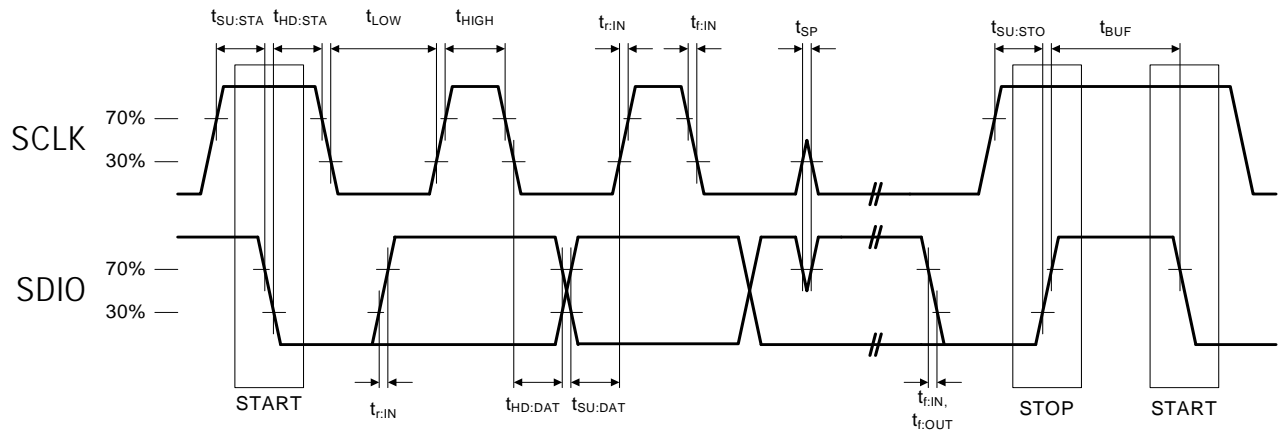 tSU:STA tHD:STA tLOW tHIGH tr:IN tf:IN tSP tSU:STO tBUF
SCLK
70%
30%
SDIO
70%
30%
START
tr:IN
tHD:DAT tSU:DAT
tf:IN,
tf:OUT
STOP
START